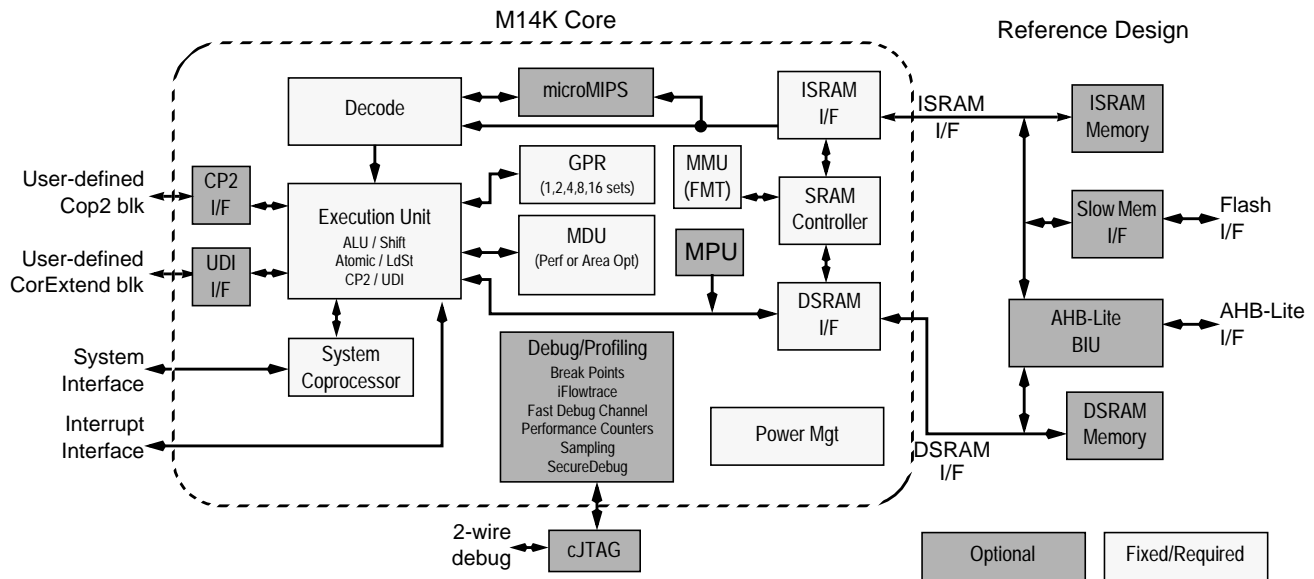 M14K Core
Reference Design
Decode
microMIPS
ISRAM
I/F
ISRAM
I/F
ISRAM
Memory
User-defined
Cop2 blk
CP2
I/F
Execution Unit
ALU / Shift
Atomic / LdSt
CP2 / UDI
GPR
(1,2,4,8,16 sets)
MMU
(FMT)
SRAM
Controller
Slow Mem
I/F
Flash
I/F
User-defined
CorExtend blk
UDI
I/F
MDU
(Perf or Area Opt)
MPU
DSRAM
I/F
AHB-Lite
BIU
AHB-Lite
I/F
System
Interface
System
Coprocessor
Debug/Profiling
Break Points
iFlowtrace
Fast Debug Channel
Performance Counters
Sampling
SecureDebug
Interrupt
Interface
Power Mgt
DSRAM
I/F
DSRAM
Memory
2-wire
debug
cJTAG
Optional
Fixed/Required